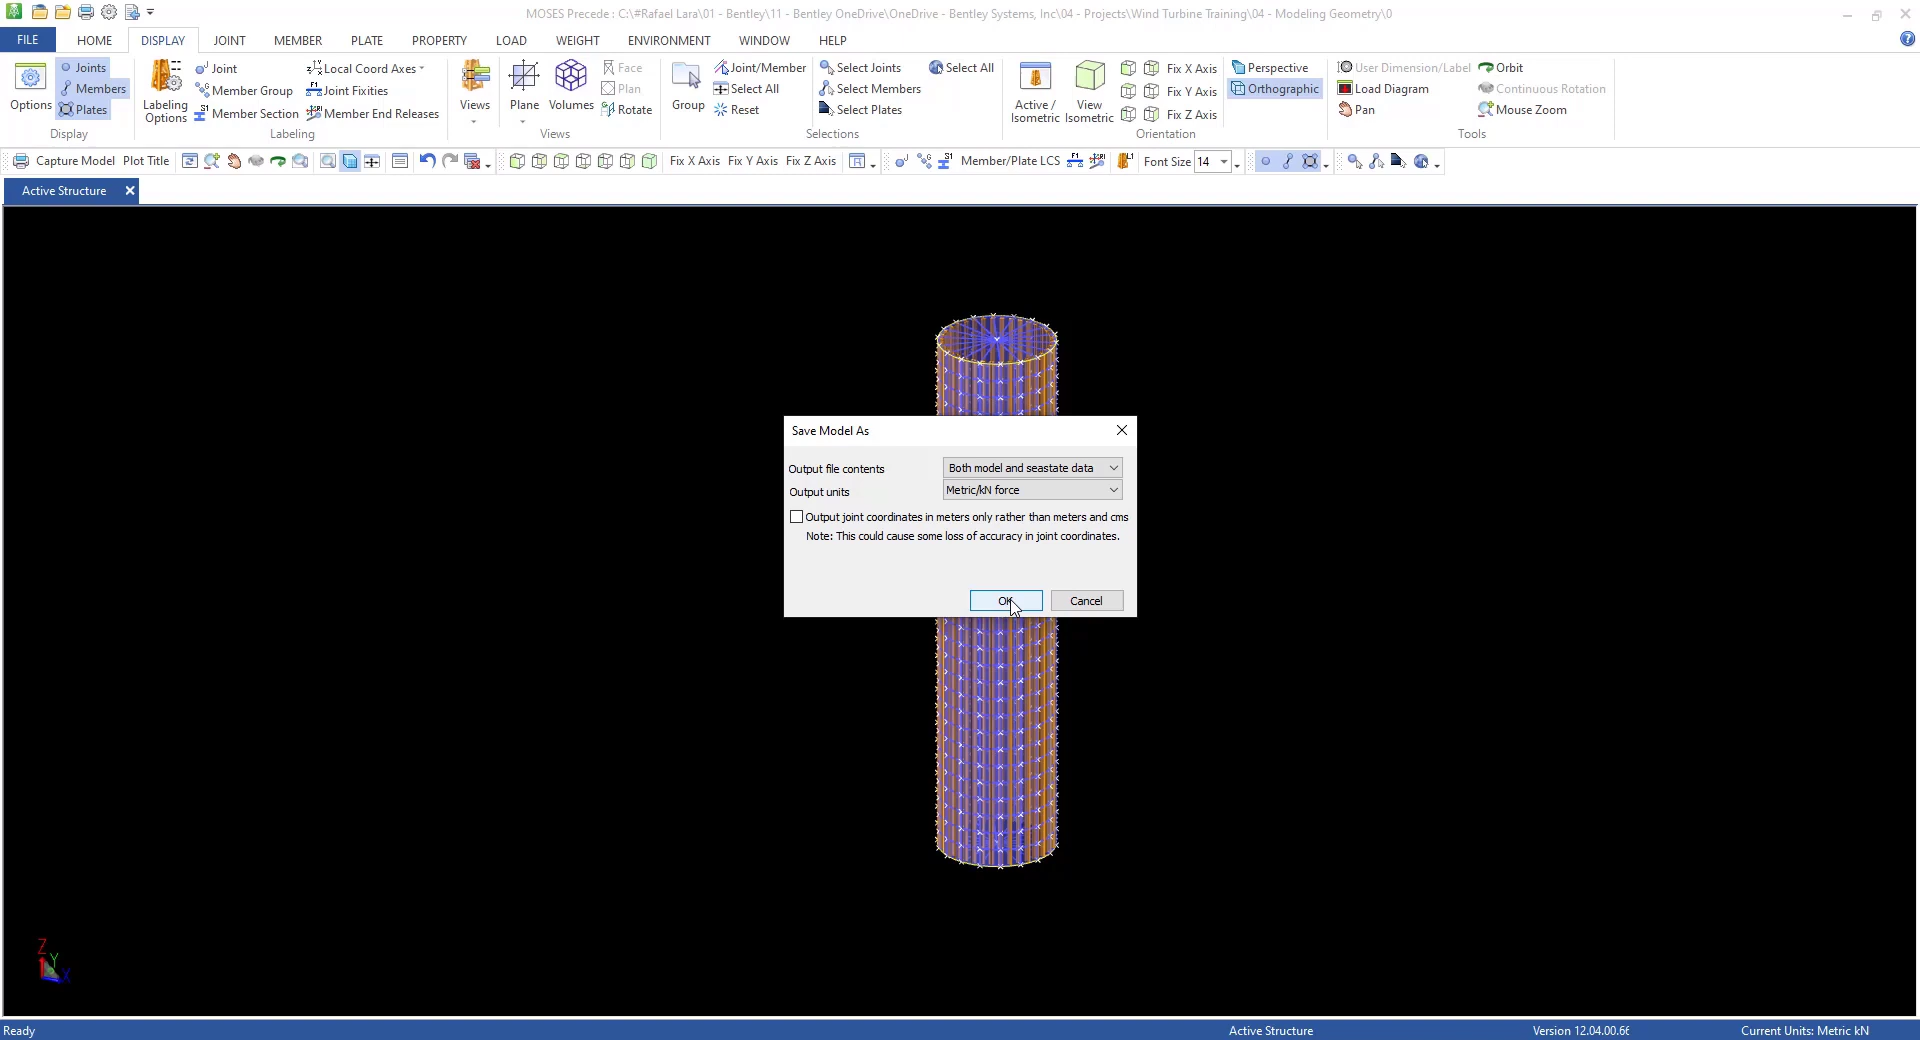 MOSES Precede : C:\#Rafael Lara\01 - Bentley\11 - Bentley OneDrive\OneDrive - Bentley Systems, Inc\04 - Projects\Wind Turbine Training\04 - Modeling Geometry\0
FILE HOME DISPLAY JOINT MEMBER PLATE PROPERTY LOAD WEIGHT ENVIRONMENT WINDOW HELP
Options
Joints
Members
Plates
Display
Labeling Options
Joint
Member Group
Member Section
Local Coord Axes
Joint Fixities
Member End Releases
Labeling
Views
Plane
Volumes
Face
Plan
Rotate
Views
Group
Joint/Member
Select All
Reset
Select Joints
Select Members
Select Plates
Select All
Selections
Active / Isometric
View Isometric
Fix X Axis
Fix Y Axis
Fix Z Axis
Perspective
Orthographic
Orientation
User Dimension/Label
Load Diagram
Pan
Orbit
Continuous Rotation
Mouse Zoom
Tools
Capture Model Plot Title Fix X Axis Fix Y Axis Fix Z Axis Member/Plate LCS Font Size 14
Active Structure
Save Model As
Output file contents Both model and seastate data
Output units Metric/kN force
Output joint coordinates in meters only rather than meters and cms
Note: This could cause some loss of accuracy in joint coordinates.
OK Cancel
Z
Y
X
Ready Active Structure Version 12.04.00.66 Current Units: Metric kN